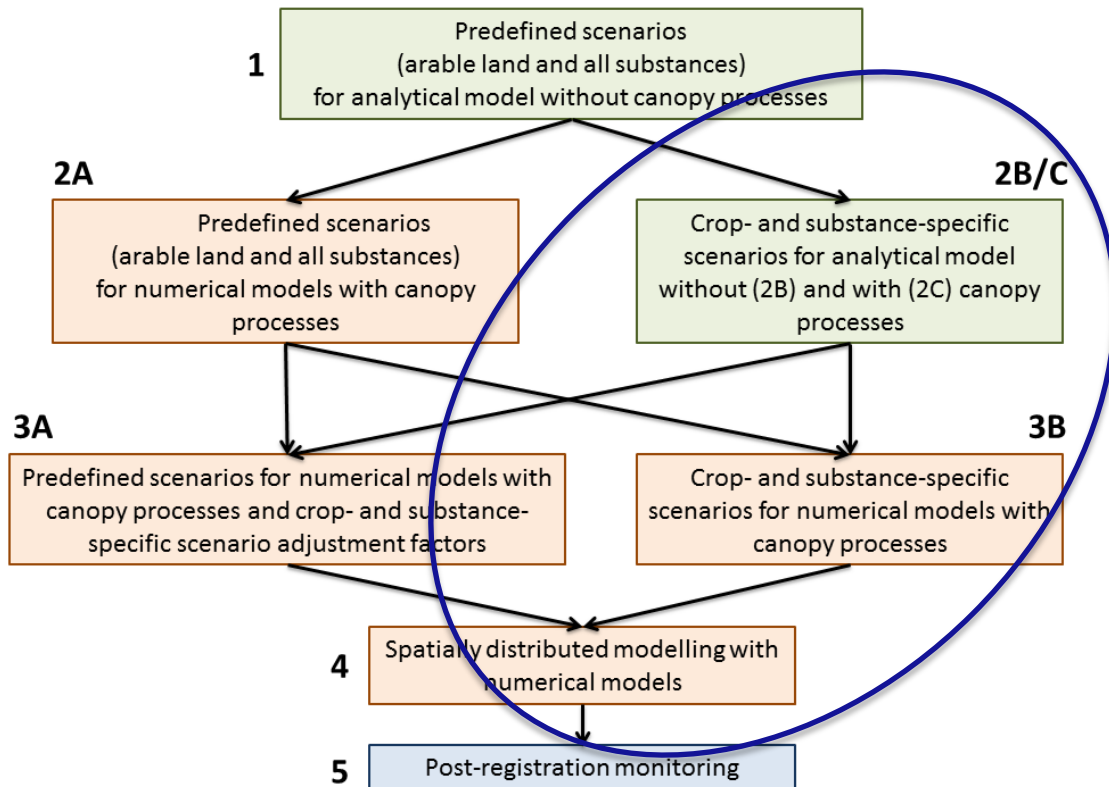 1
Predefined scenarios
(arable land and all substances)
for analytical model without canopy processes
2A
Predefined scenarios
(arable land and all substances)
for numerical models with canopy
processes
2B/C
Crop- and substance-specific
scenarios for analytical model
without (2B) and with (2C) canopy
processes
3A
Predefined scenarios for numerical models with
canopy processes and crop- and substance-
specific scenario adjustment factors
3B
Crop- and substance-specific
scenarios for numerical models with
canopy processes
4
Spatially distributed modelling with
numerical models
5
Post-registration monitoring